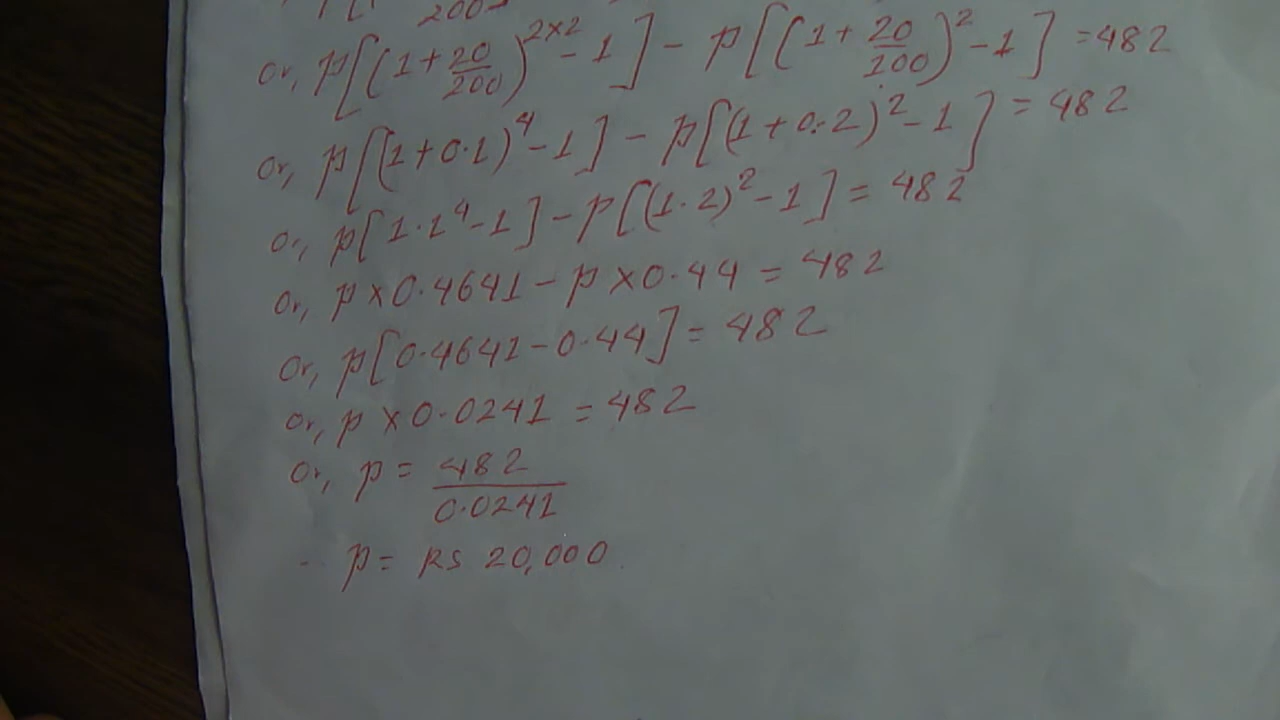 200
or, p[(1+20/200)^2×2 -1] - p[(1+20/100)^2 -1] =482
or, p[(1+0.1)^4 -1] - p[(1+0.2)^2 -1] = 482
or, p[1.1^4 -1] - p[(1.2)^2 -1] = 482
or, p×0.4641 - p×0.44 = 482
or, p[0.4641-0.44] = 482
or, p×0.0241 = 482
or, p = 482/0.0241
p = RS 20,000